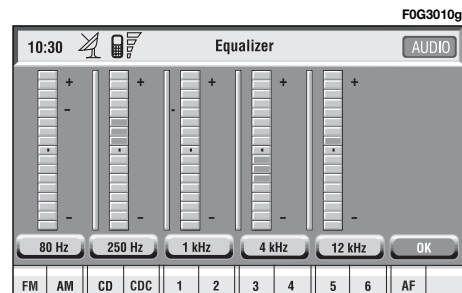 F0G3010g
10:30 Equalizer AUDIO
+ + + + +
- -
- - - -
80 Hz 250 Hz 1 kHz 4 kHz 12 kHz OK
FM AM CD CDC 1 2 3 4 5 6 AF